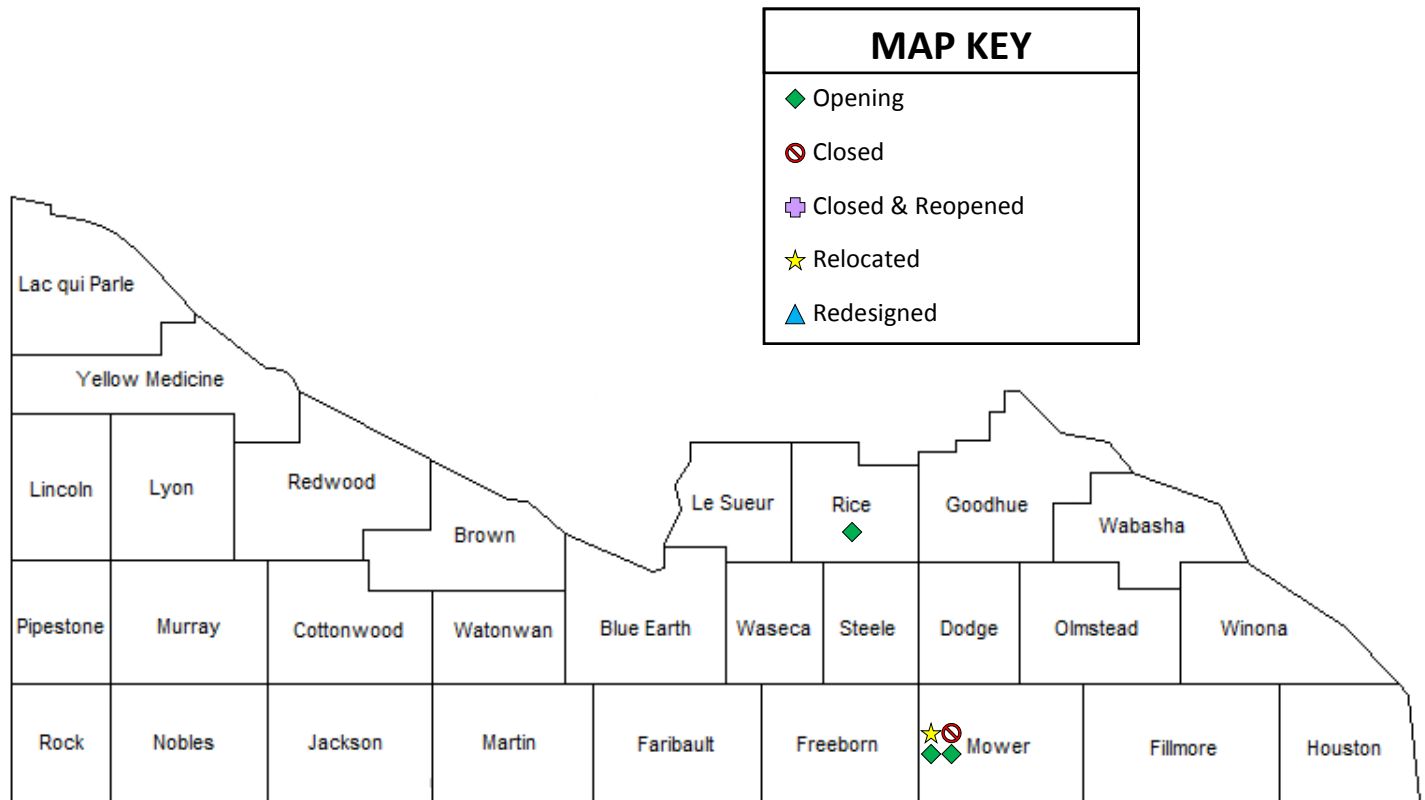 MAP KEY
Opening
Closed
Closed & Reopened
Relocated
Redesigned
Lac qui Parle
Yellow Medicine
Lincoln
Lyon
Redwood
Brown
Le Sueur
Rice
Goodhue
Wabasha
Pipestone
Murray
Cottonwood
Watonwan
Blue Earth
Waseca
Steele
Dodge
Olmstead
Winona
Rock
Nobles
Jackson
Martin
Faribault
Freeborn
Mower
Fillmore
Houston